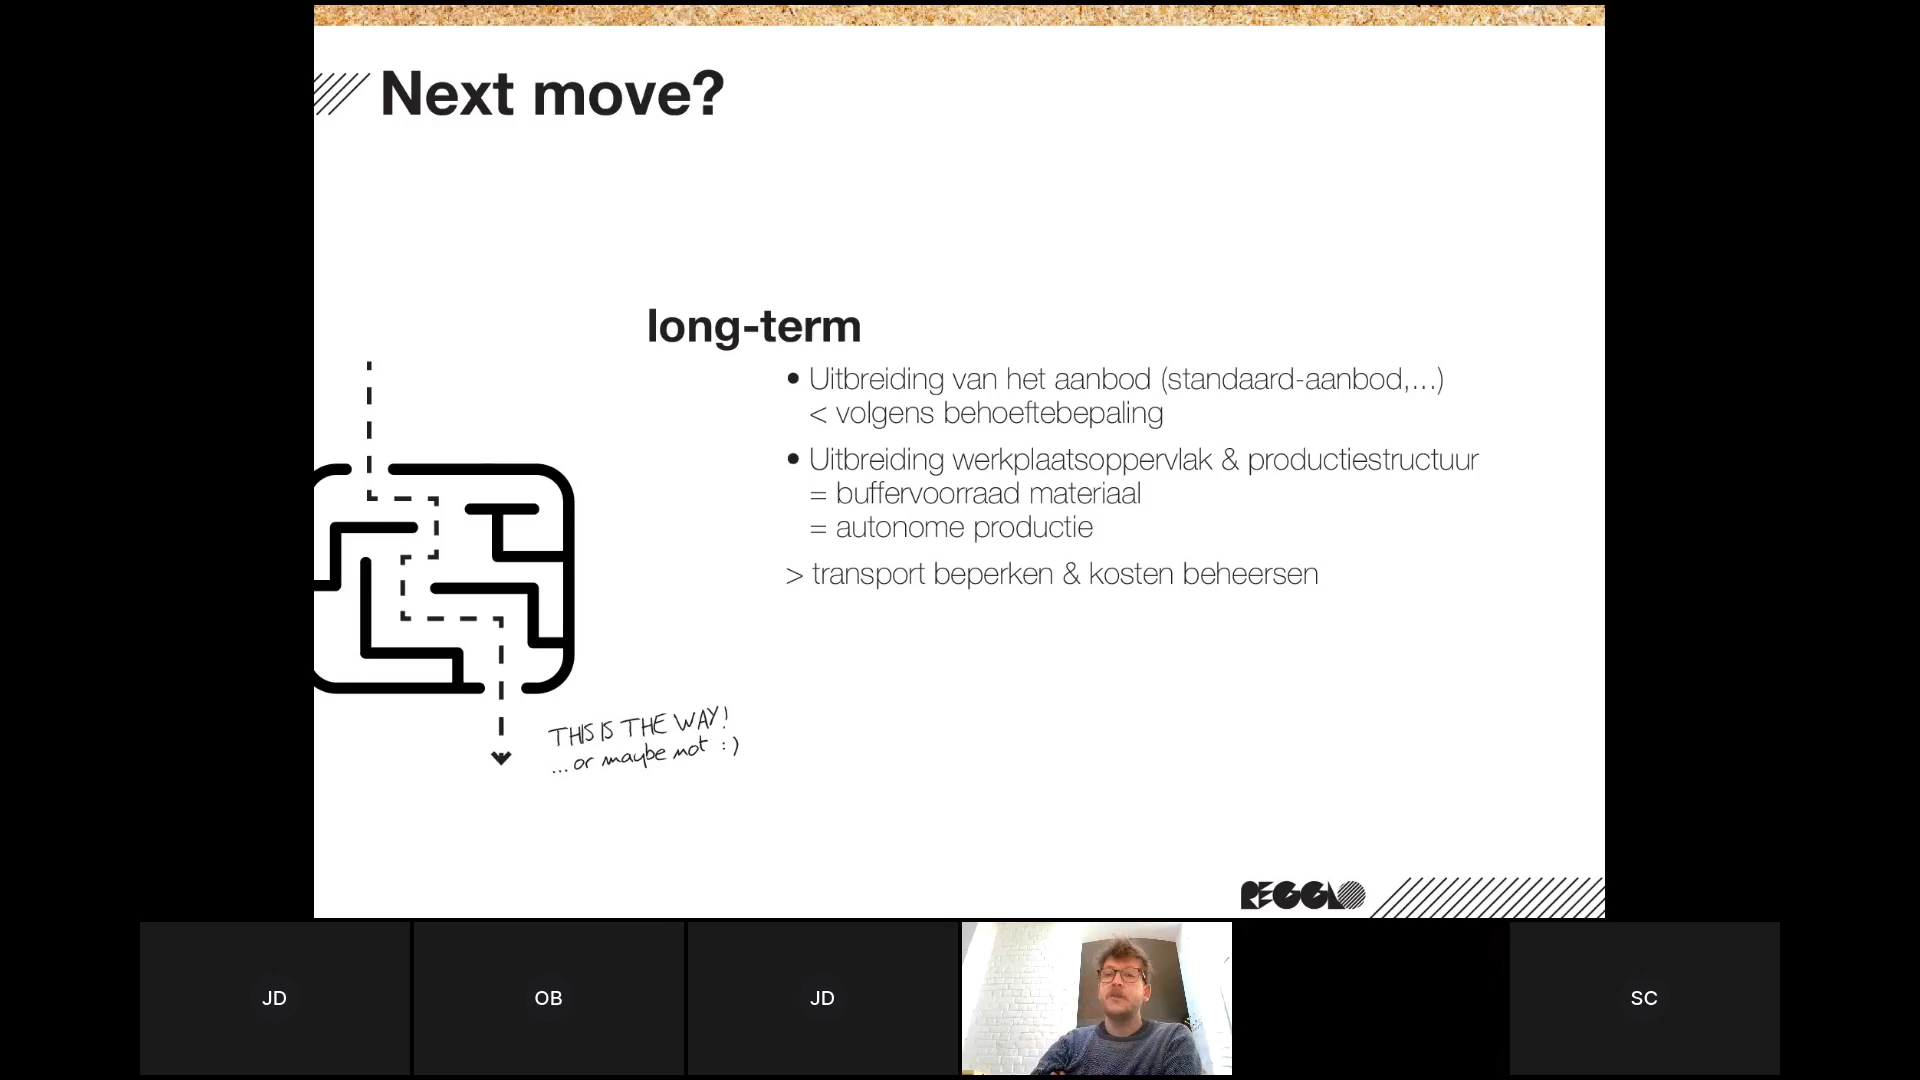 Next move?
long-term
• Uitbreiding van het aanbod (standaard-aanbod,...)
< volgens behoeftebepaling
• Uitbreiding werkplaatsoppervlak & productiestructuur
= buffervoorraad materiaal
= autonome productie
> transport beperken & kosten beheersen
THIS IS THE WAY!
... or maybe not :)
REGGLO
JD
OB
JD
SC